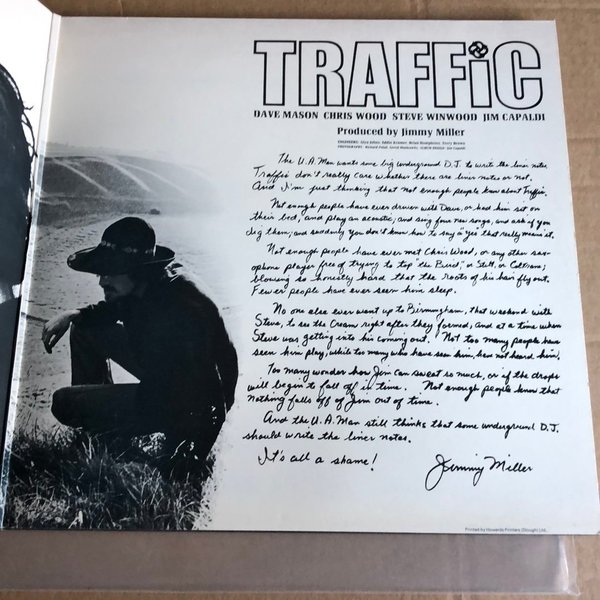 TRAFFiC
DAVE MASON CHRIS WOOD STEVE WINWOOD JIM CAPALDI
Produced by Jimmy Miller
The U.A. Man wants some big underground D.J. to write the liner notes.
Traffic don't really care whether there are liner notes or not.
And I'm just thinking that not enough people know about Traffic.
Not enough people have ever driven with Dave, or had him sit on
their bed, and play an acoustic, and sing four new songs, and ask if you
dig them, and suddenly you don't know how to say a "yes" that really means it.
Not enough people have ever met Chris Wood, or any other sax-
ophone player free of trying to top "the Bird," or Stitt, or Coltrane;
blowing so honestly hard that the roots of his hair fly out.
Fewer people have ever seen him sleep.
No one else ever went up to Birmingham, that weekend with
Steve, to see the Cream right after they formed, and at a time when
Steve was getting into his coming out. Not too many people have
seen him play, while too many who have seen him, have not heard him.
Too many wonder how Jim can sweat so much, or if the drops
will begin to fall off in time. Not enough people know that
nothing falls off of Jim out of time.
And the U.A. Man still thinks that some underground D.J.
should write the liner notes.
It's all a shame!
Jimmy Miller
Printed by Howards Printers (Slough) Ltd.,